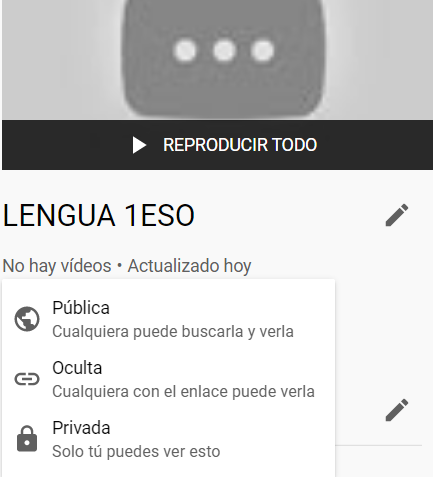 REPRODUCIR TODO
LENGUA 1ESO
No hay vídeos • Actualizado hoy
Pública
Cualquiera puede buscarla y verla
Oculta
Cualquiera con el enlace puede verla
Privada
Solo tú puedes ver esto